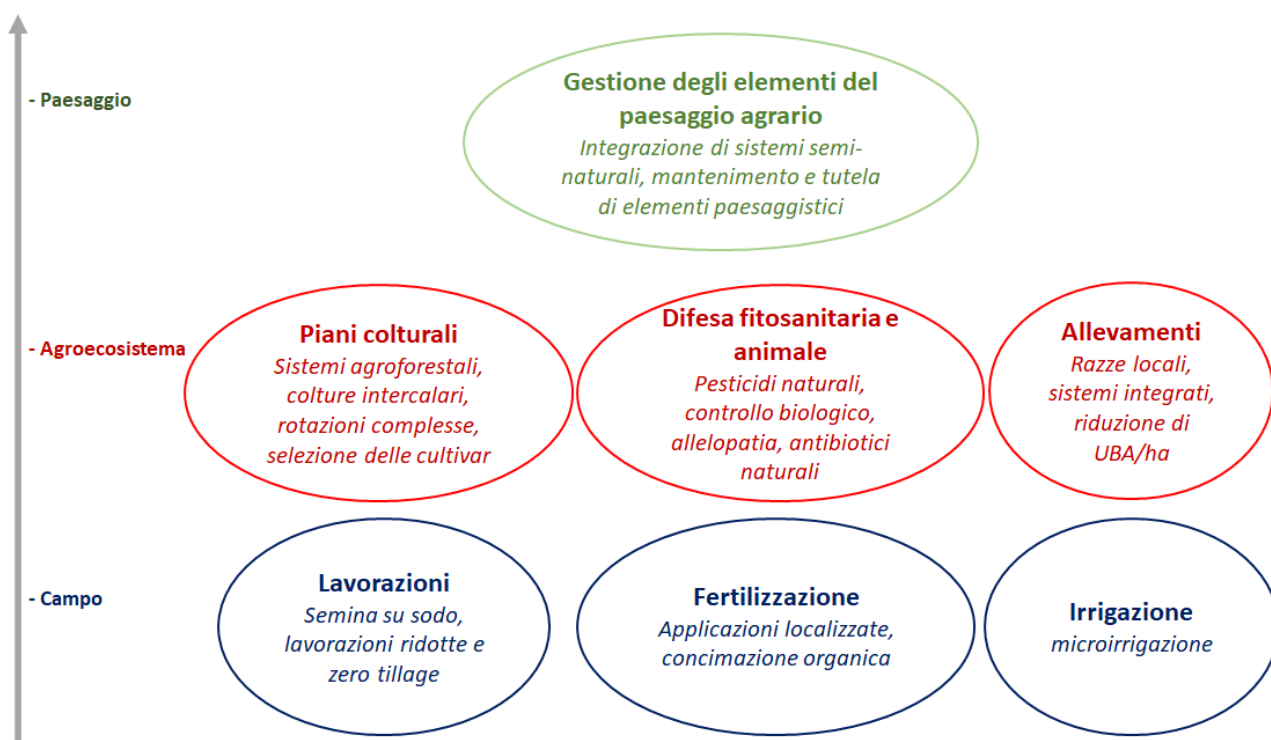 - Paesaggio
Gestione degli elementi del
paesaggio agrario
Integrazione di sistemi semi-
naturali, mantenimento e tutela
di elementi paesaggistici
- Agroecosistema
Piani colturali
Sistemi agroforestali,
colture intercalari,
rotazioni complesse,
selezione delle cultivar
Difesa fitosanitaria e
animale
Pesticidi naturali,
controllo biologico,
allelopatia, antibiotici
naturali
Allevamenti
Razze locali,
sistemi integrati,
riduzione di
UBA/ha
- Campo
Lavorazioni
Semina su sodo,
lavorazioni ridotte e
zero tillage
Fertilizzazione
Applicazioni localizzate,
concimazione organica
Irrigazione
microirrigazione